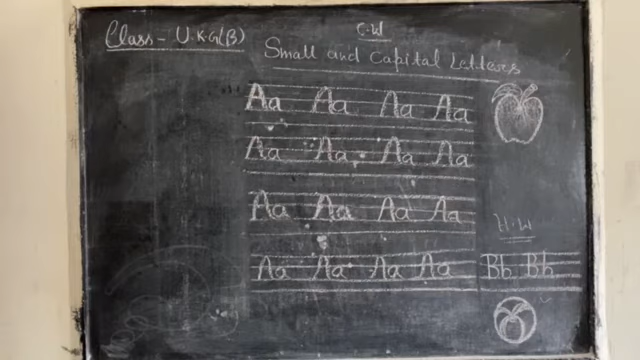 C.W
Class - U.K.G(B)
Small and Capital Letters
Aa Aa Aa Aa
Aa Aa Aa Aa
Aa Aa Aa Aa
H.W
Aa Aa Aa Aa Bb Bb